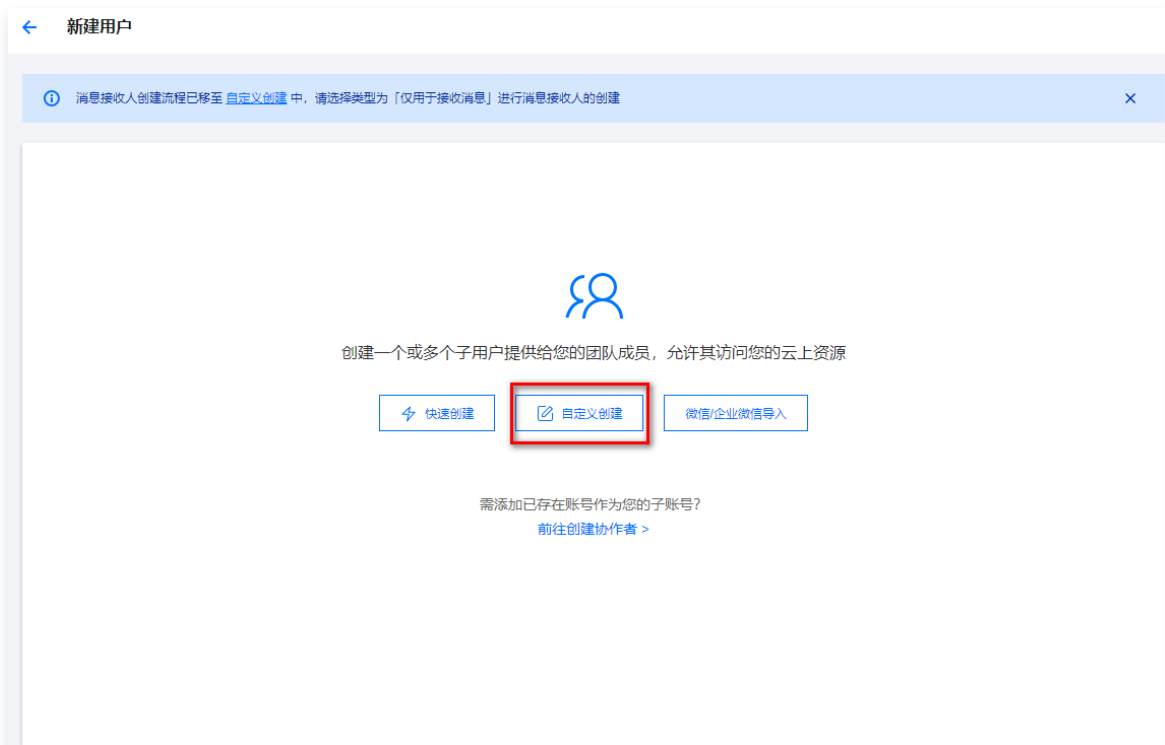 新建用户
消息接收人创建流程已移至 自定义创建 中，请选择类型为「仅用于接收消息」进行消息接收人的创建
创建一个或多个子用户提供给您的团队成员，允许其访问您的云上资源
快速创建
自定义创建
微信/企业微信导入
需添加已存在账号作为您的子账号?
前往创建协作者 >